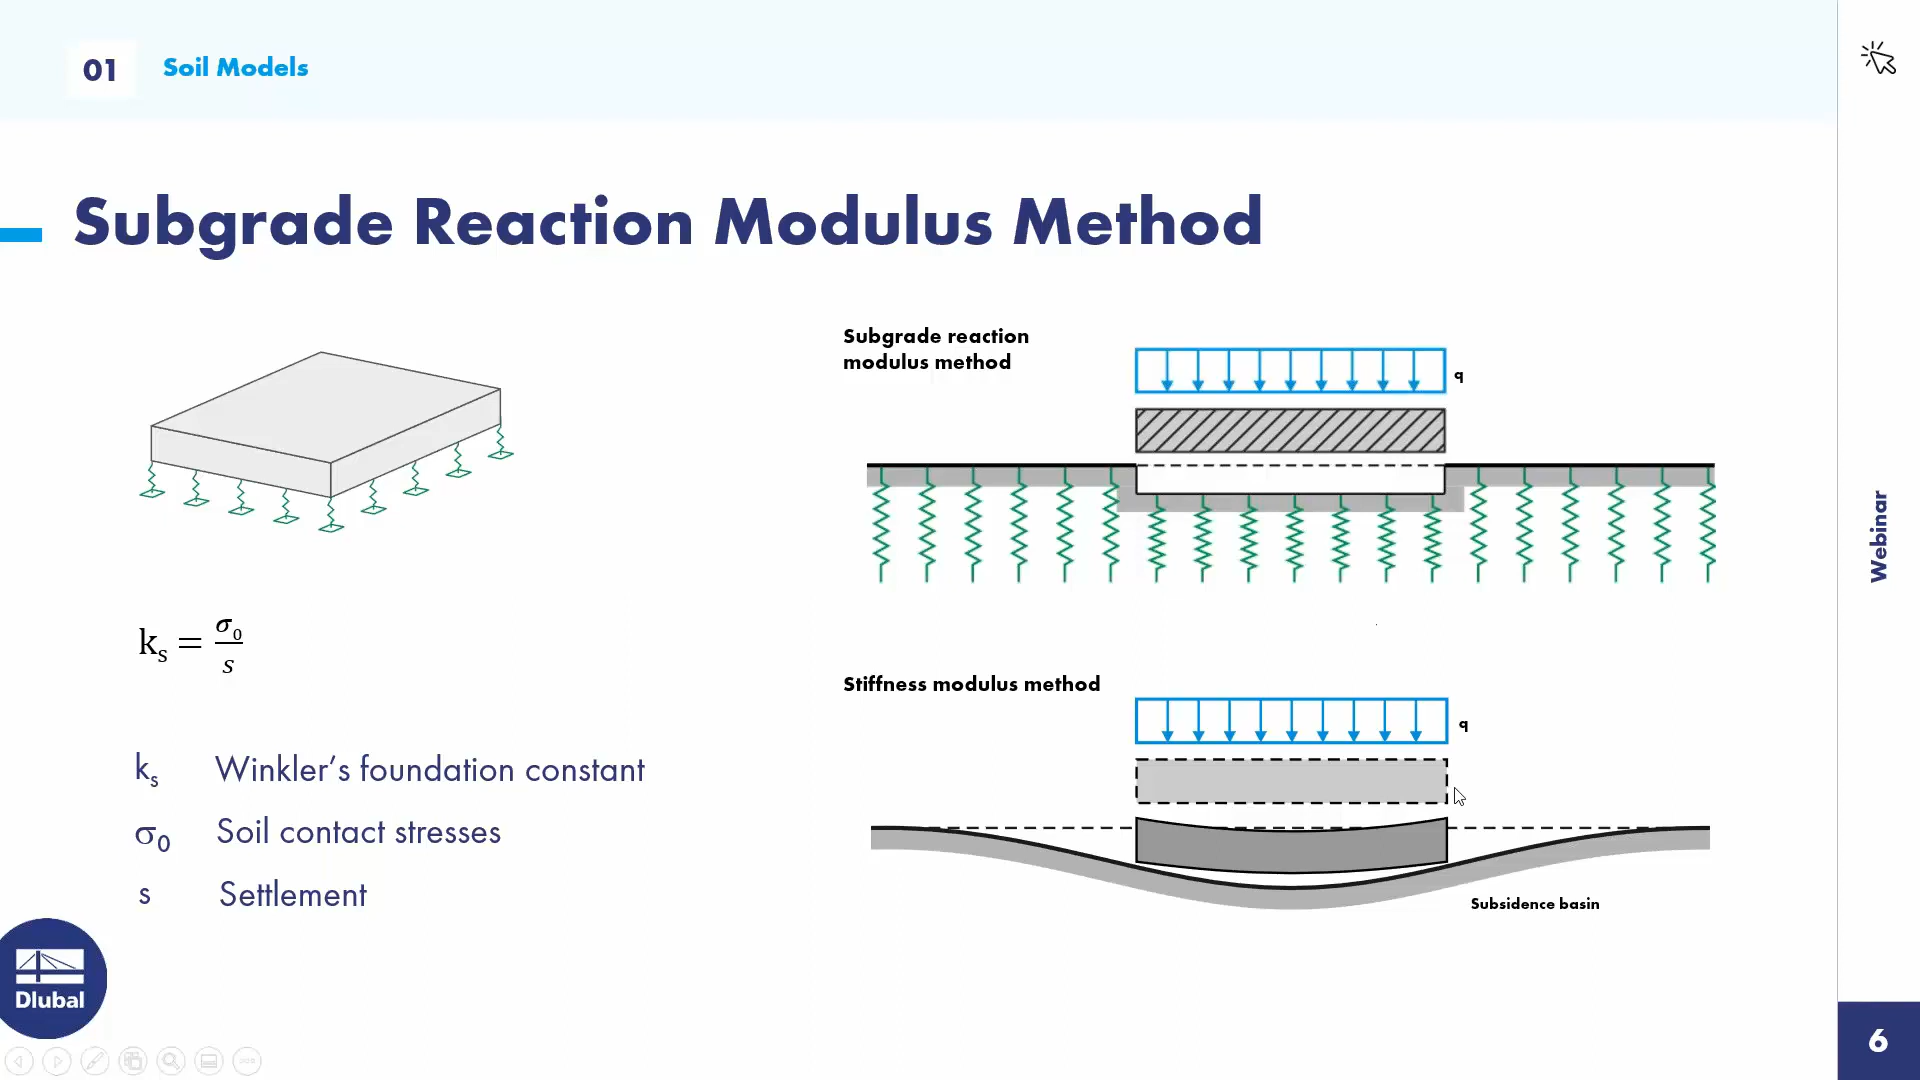 01 Soil Models
Subgrade Reaction Modulus Method
kₛ = σ₀/s
kₛ Winkler’s foundation constant
σ₀ Soil contact stresses
s Settlement
Subgrade reaction
modulus method
q
Stiffness modulus method
q
Subsidence basin
Webinar
Dlubal
6